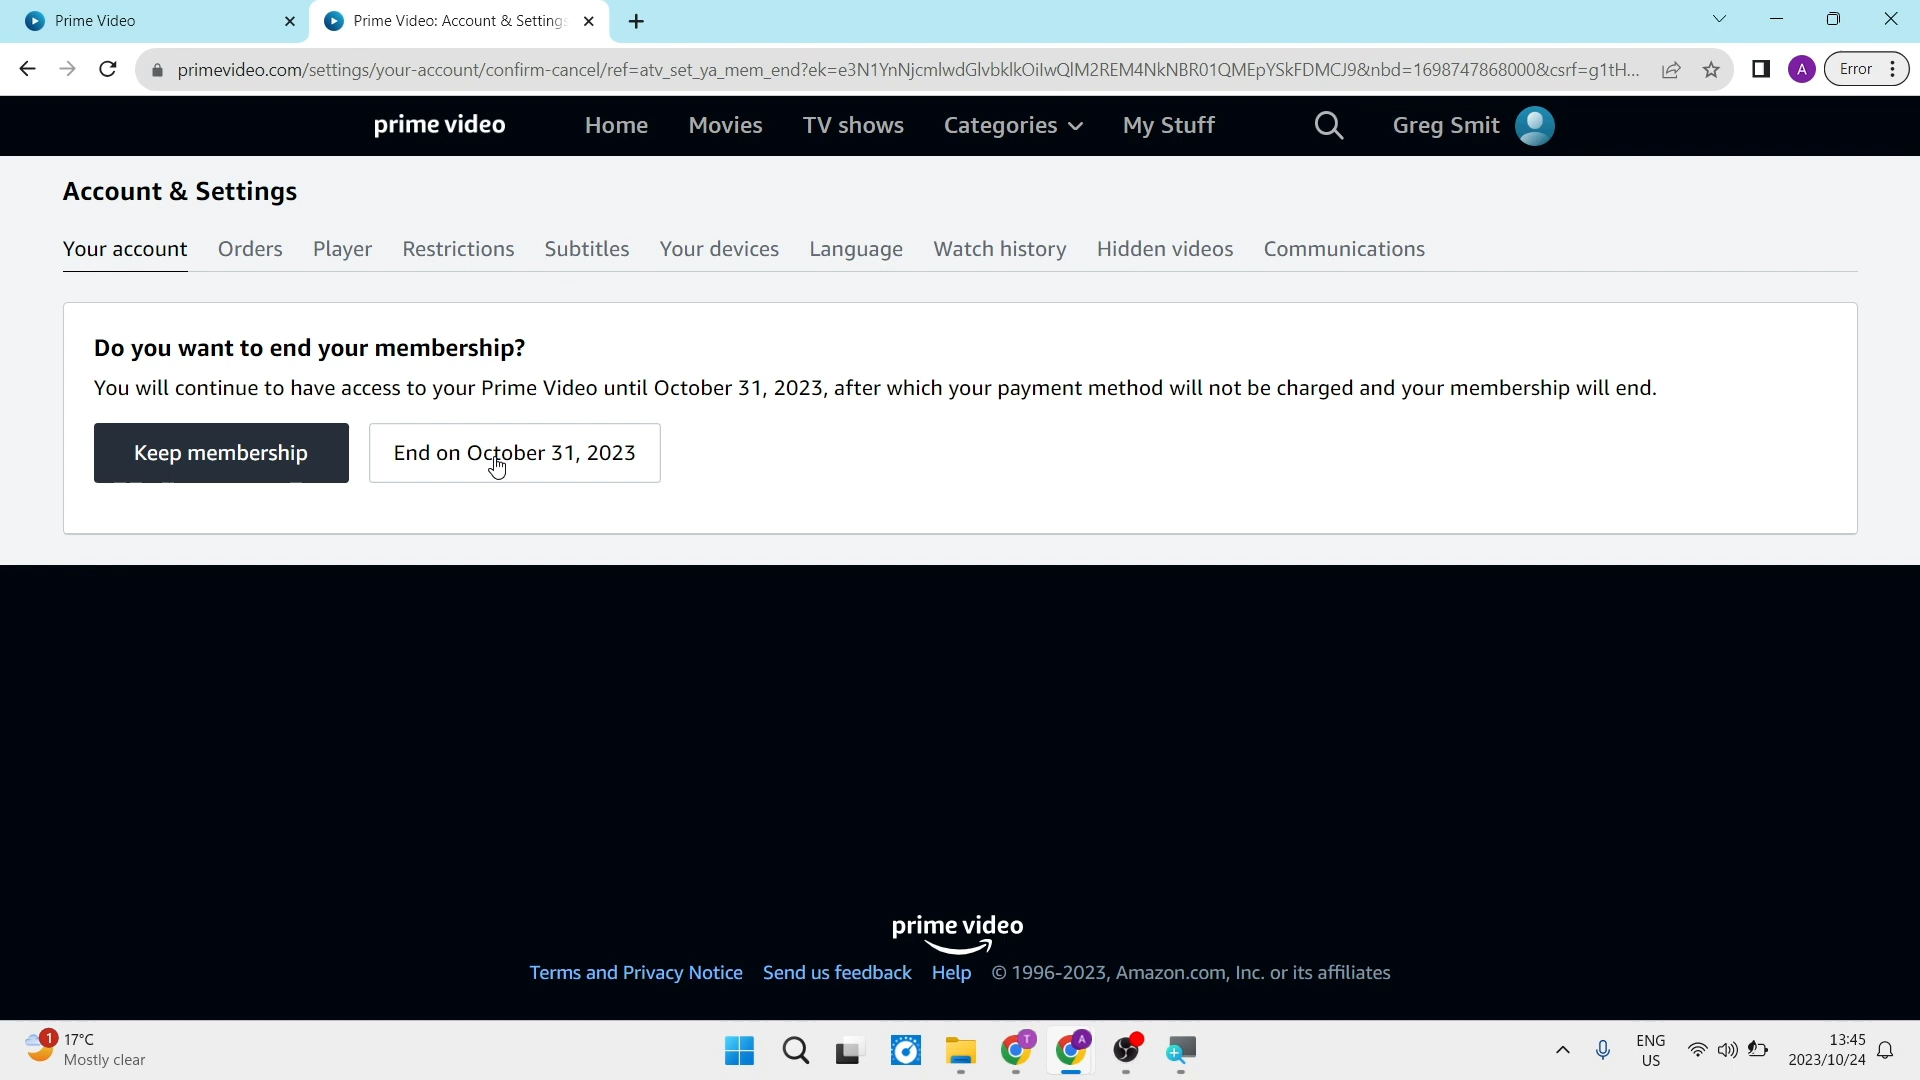 Prime Video
Prime Video: Account & Setting
primevideo.com/settings/your-account/confirm-cancel/ref=atv_set_ya_mem_end?ek=e3N1YnNjcmlwdGlvbklkOilwQlM2REM4NkNBR01QMEpYSkFDMCJ9&nbd=1698747868000&csrf=g1tH...
A
Error
prime video
Home
Movies
TV shows
Categories
My Stuff
Greg Smit
Account & Settings
Your account
Orders
Player
Restrictions
Subtitles
Your devices
Language
Watch history
Hidden videos
Communications
Do you want to end your membership?
You will continue to have access to your Prime Video until October 31, 2023, after which your payment method will not be charged and your membership will end.
Keep membership
End on October 31, 2023
prime video
Terms and Privacy Notice
Send us feedback
Help
© 1996-2023, Amazon.com, Inc. or its affiliates
1
17°C
Mostly clear
T
A
ENG
US
13:45
2023/10/24